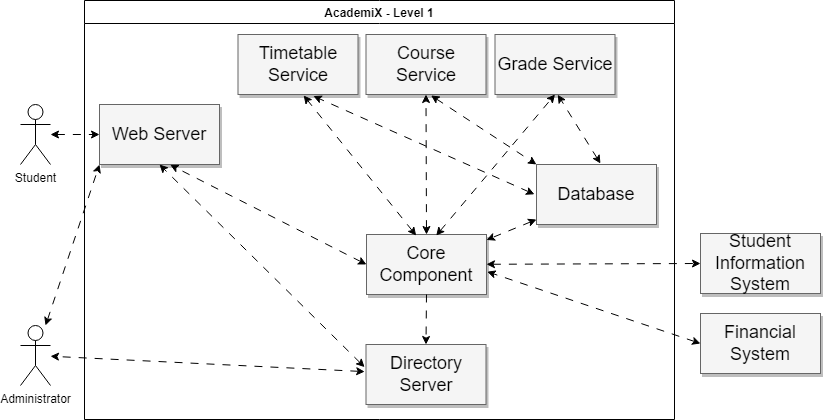 AcademiX - Level 1
Timetable
Service
Course
Service
Grade Service
Student
Web Server
Database
Core
Component
Student
Information
System
Financial
System
Administrator
Directory
Server